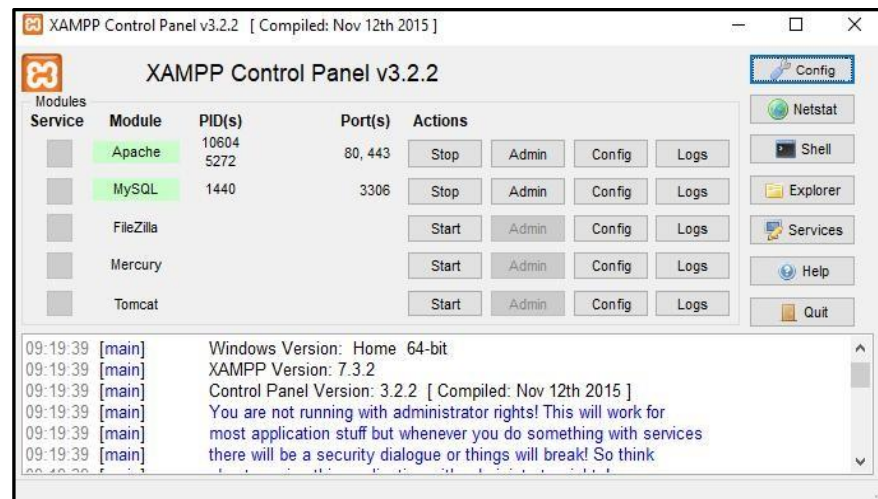 XAMPP Control Panel v3.2.2 [ Compiled: Nov 12th 2015 ]
XAMPP Control Panel v3.2.2
Config
Modules
Service Module PID(s) Port(s) Actions
Netstat
Apache 10604 5272 80, 443 Stop Admin Config Logs
Shell
MySQL 1440 3306 Stop Admin Config Logs
Explorer
FileZilla Start Admin Config Logs
Services
Mercury Start Admin Config Logs
Help
Tomcat Start Admin Config Logs
Quit
09:19:39 [main] Windows Version: Home 64-bit
09:19:39 [main] XAMPP Version: 7.3.2
09:19:39 [main] Control Panel Version: 3.2.2 [ Compiled: Nov 12th 2015 ]
09:19:39 [main] You are not running with administrator rights! This will work for
09:19:39 [main] most application stuff but whenever you do something with services
09:19:39 [main] there will be a security dialogue or things will break! So think